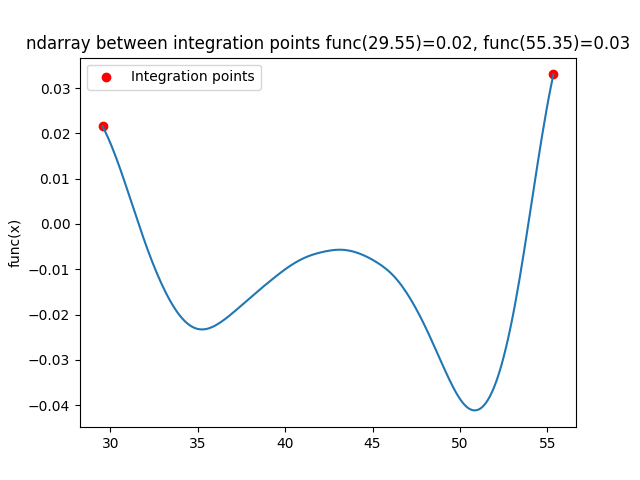 ndarray between integration points func(29.55)=0.02, func(55.35)=0.03
Integration points
func(x)
0.03
0.02
0.01
0.00
−0.01
−0.02
−0.03
−0.04
30 35 40 45 50 55